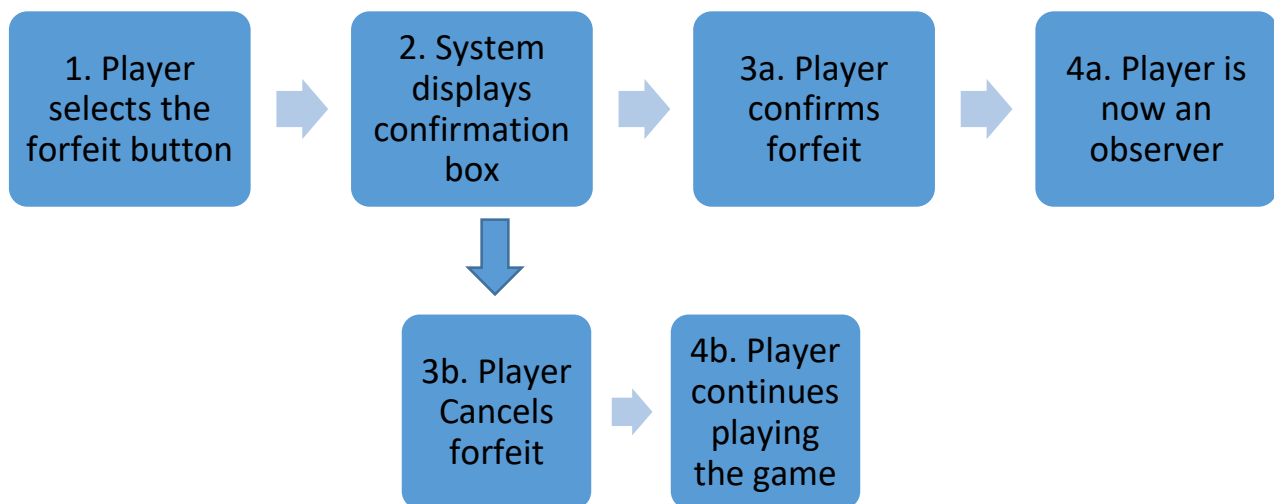 1. Player
selects the
forfeit button
2. System
displays
confirmation
box
3a. Player
confirms
forfeit
4a. Player is
now an
observer
3b. Player
Cancels
forfeit
4b. Player
continues
playing
the game